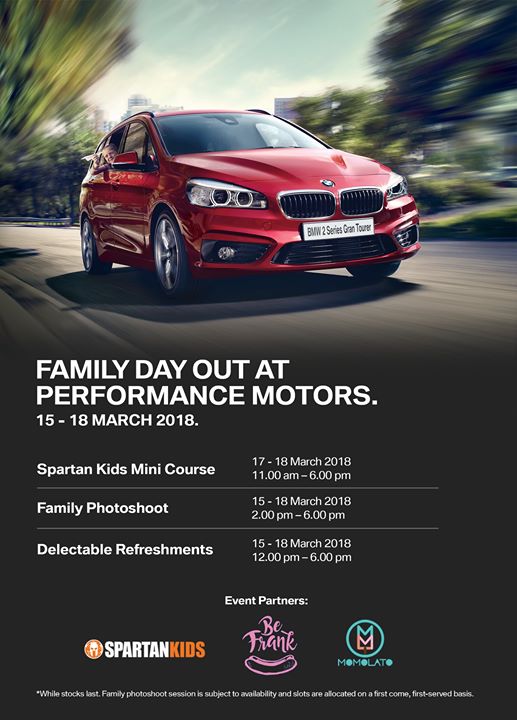 BMW 2 Series Gran Tourer
FAMILY DAY OUT AT
PERFORMANCE MOTORS.
15 - 18 MARCH 2018.
Spartan Kids Mini Course
17 - 18 March 2018
11.00 am – 6.00 pm
Family Photoshoot
15 - 18 March 2018
2.00 pm – 6.00 pm
Delectable Refreshments
15 - 18 March 2018
12.00 pm – 6.00 pm
Event Partners:
SPARTANKIDS
Be
Frank
MOMOLATO
*While stocks last. Family photoshoot session is subject to availability and slots are allocated on a first come, first-served basis.